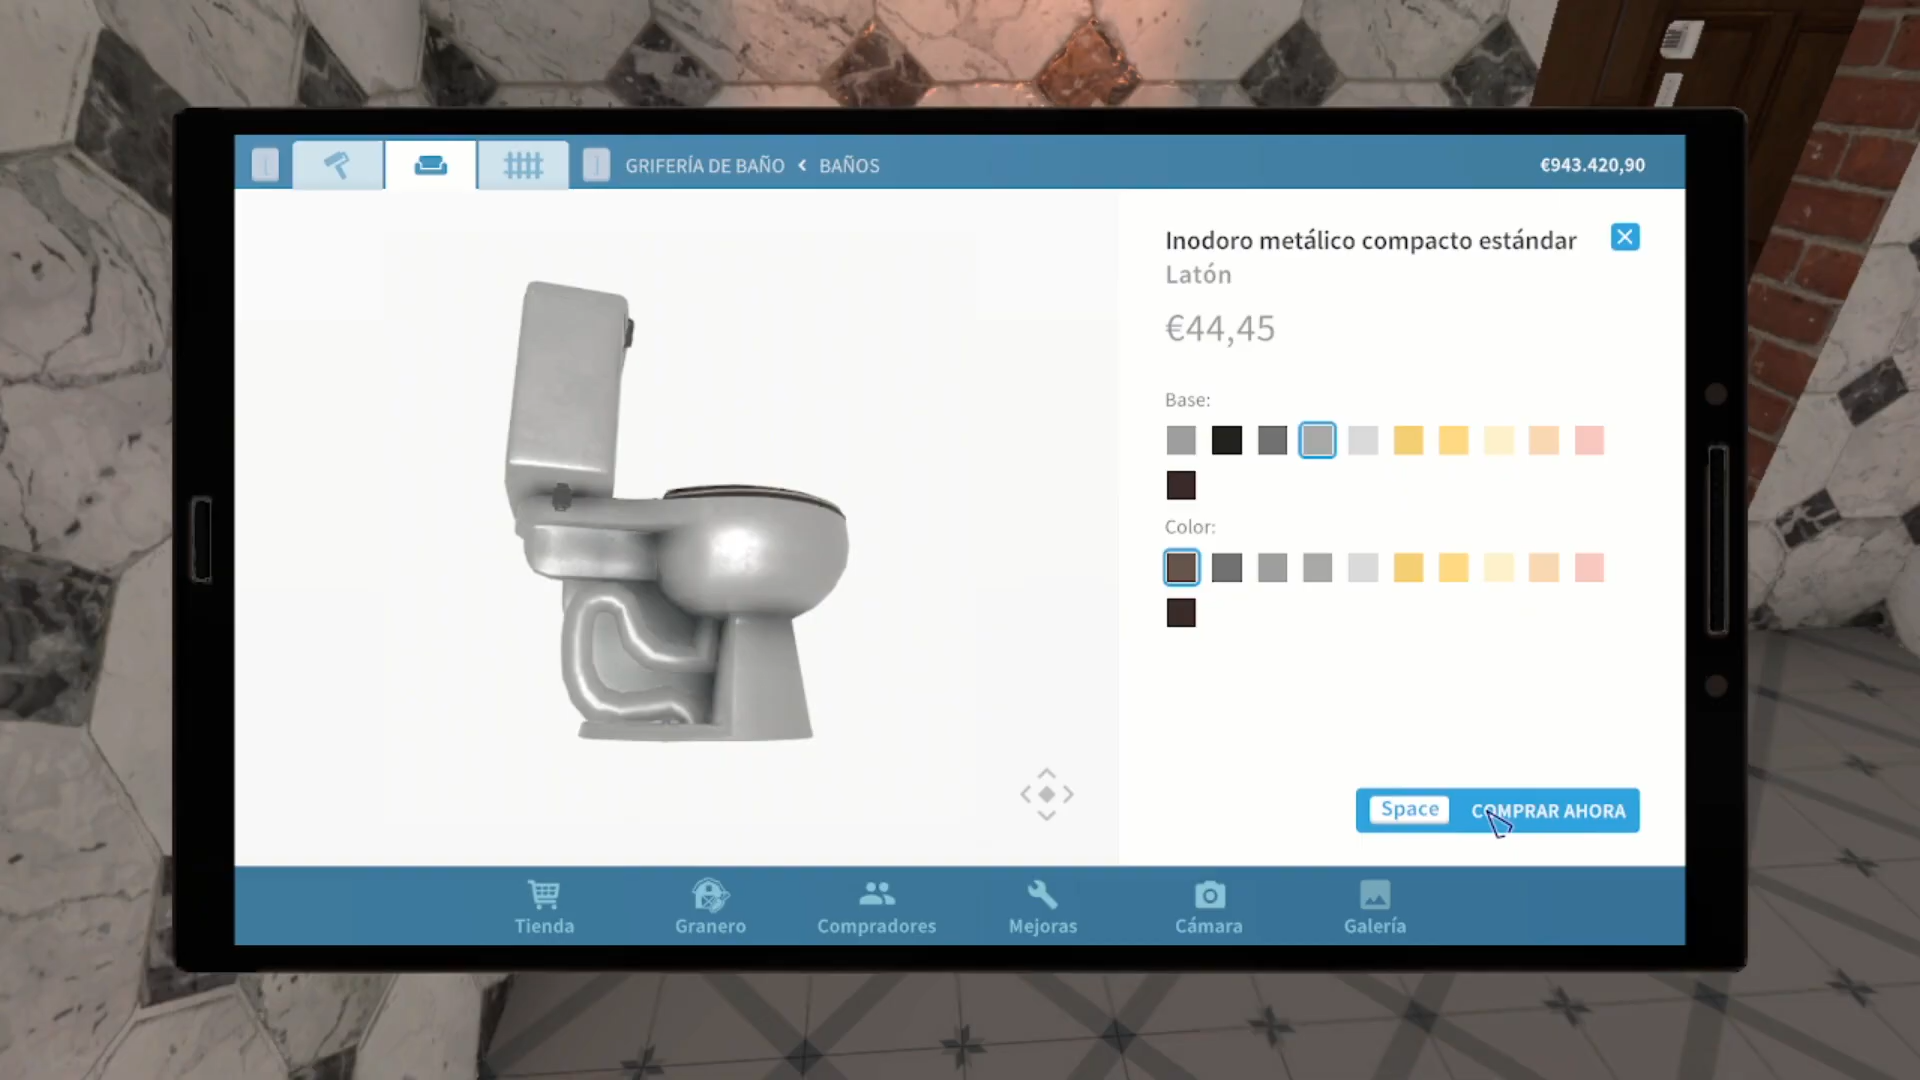 GRIFERÍA DE BAÑO < BAÑOS
€943.420,90
Inodoro metálico compacto estándar
Latón
€44,45
Base:
Color:
Space COMPRAR AHORA
Tienda
Granero
Compradores
Mejoras
Cámara
Galería